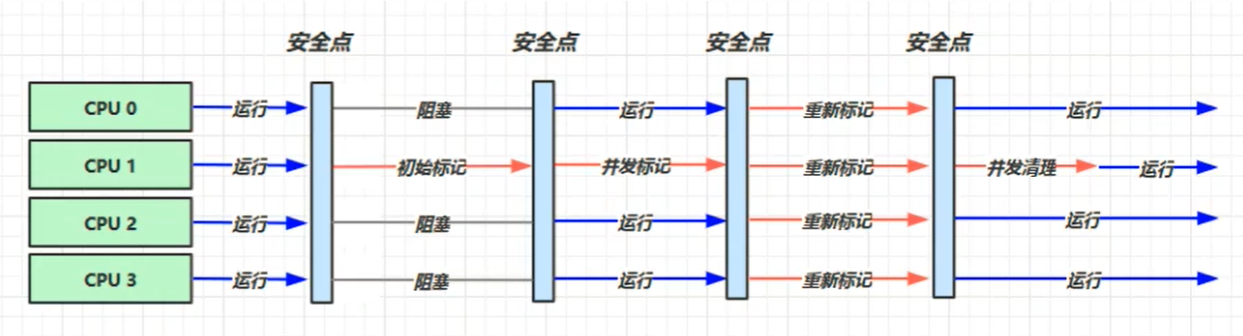 安全点 安全点 安全点 安全点
CPU 0 运行 阻塞 运行 重新标记 运行
CPU 1 运行 初始标记 并发标记 重新标记 并发清理 运行
CPU 2 运行 阻塞 运行 重新标记 运行
CPU 3 运行 阻塞 运行 重新标记 运行